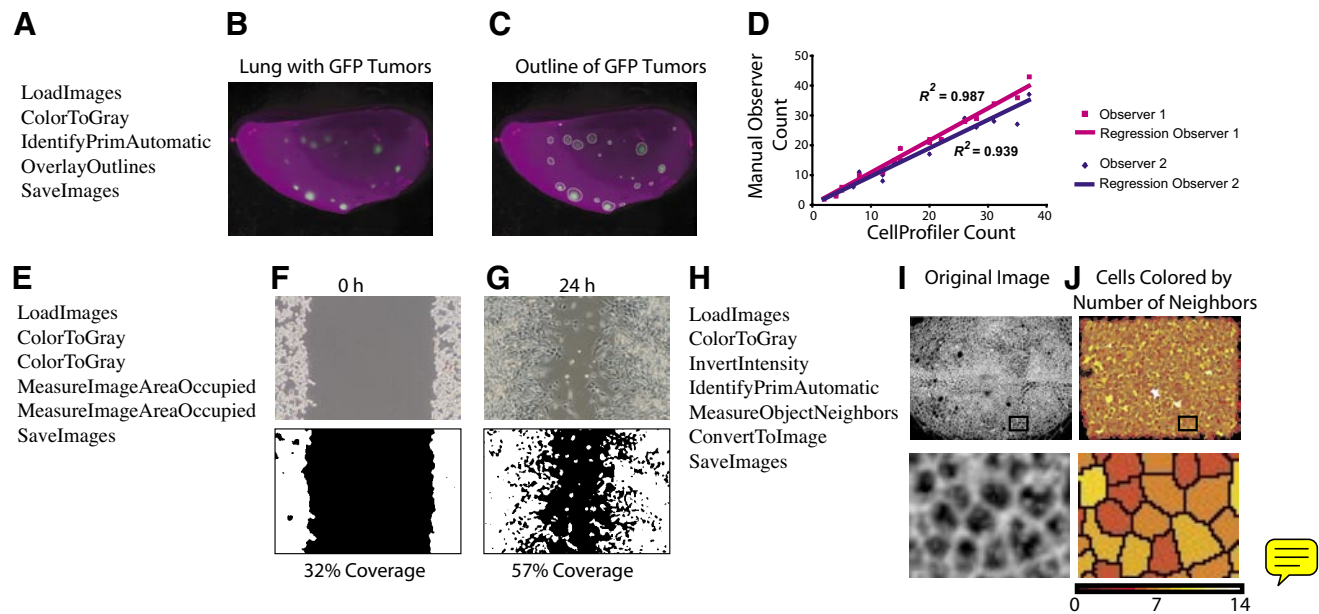 A
LoadImages
ColorToGray
IdentifyPrimAutomatic
OverlayOutlines
SaveImages
B
Lung with GFP Tumors
C
Outline of GFP Tumors
D
Manual Observer
Count
50
40
30
20
10
0
0
10
20
30
40
CellProfiler Count
R² = 0.987
R² = 0.939
Observer 1
Regression Observer 1
Observer 2
Regression Observer 2
E
LoadImages
ColorToGray
ColorToGray
MeasureImageAreaOccupied
MeasureImageAreaOccupied
SaveImages
F
0 h
32% Coverage
G
24 h
57% Coverage
H
LoadImages
ColorToGray
InvertIntensity
IdentifyPrimAutomatic
MeasureObjectNeighbors
ConvertToImage
SaveImages
I
Original Image
J
Cells Colored by
Number of Neighbors
0
7
14